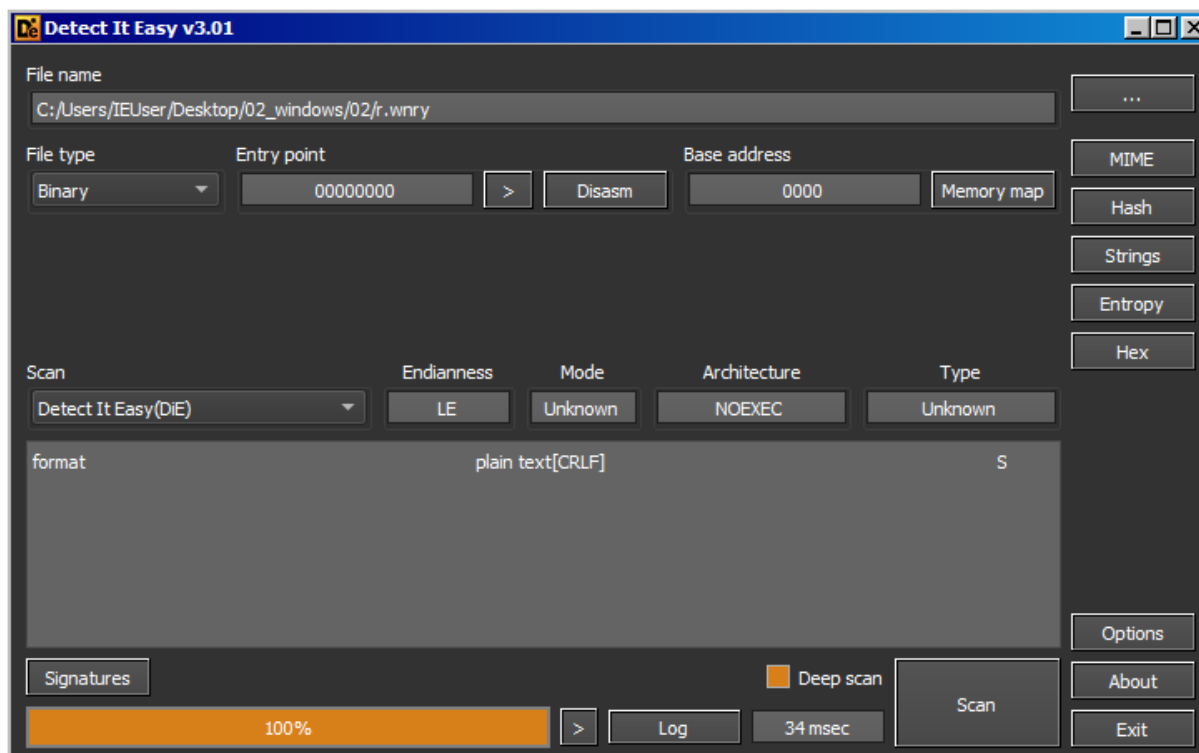 Detect It Easy v3.01
File name
C:/Users/IEUser/Desktop/02_windows/02/r.wnry
...
File type Entry point Base address
Binary 00000000 > Disasm 0000 Memory map
MIME
Hash
Strings
Entropy
Hex
Scan Endianness Mode Architecture Type
Detect It Easy(DiE) LE Unknown NOEXEC Unknown
format plain text[CRLF] S
Options
Signatures Deep scan Scan About
100% > Log 34 msec Exit